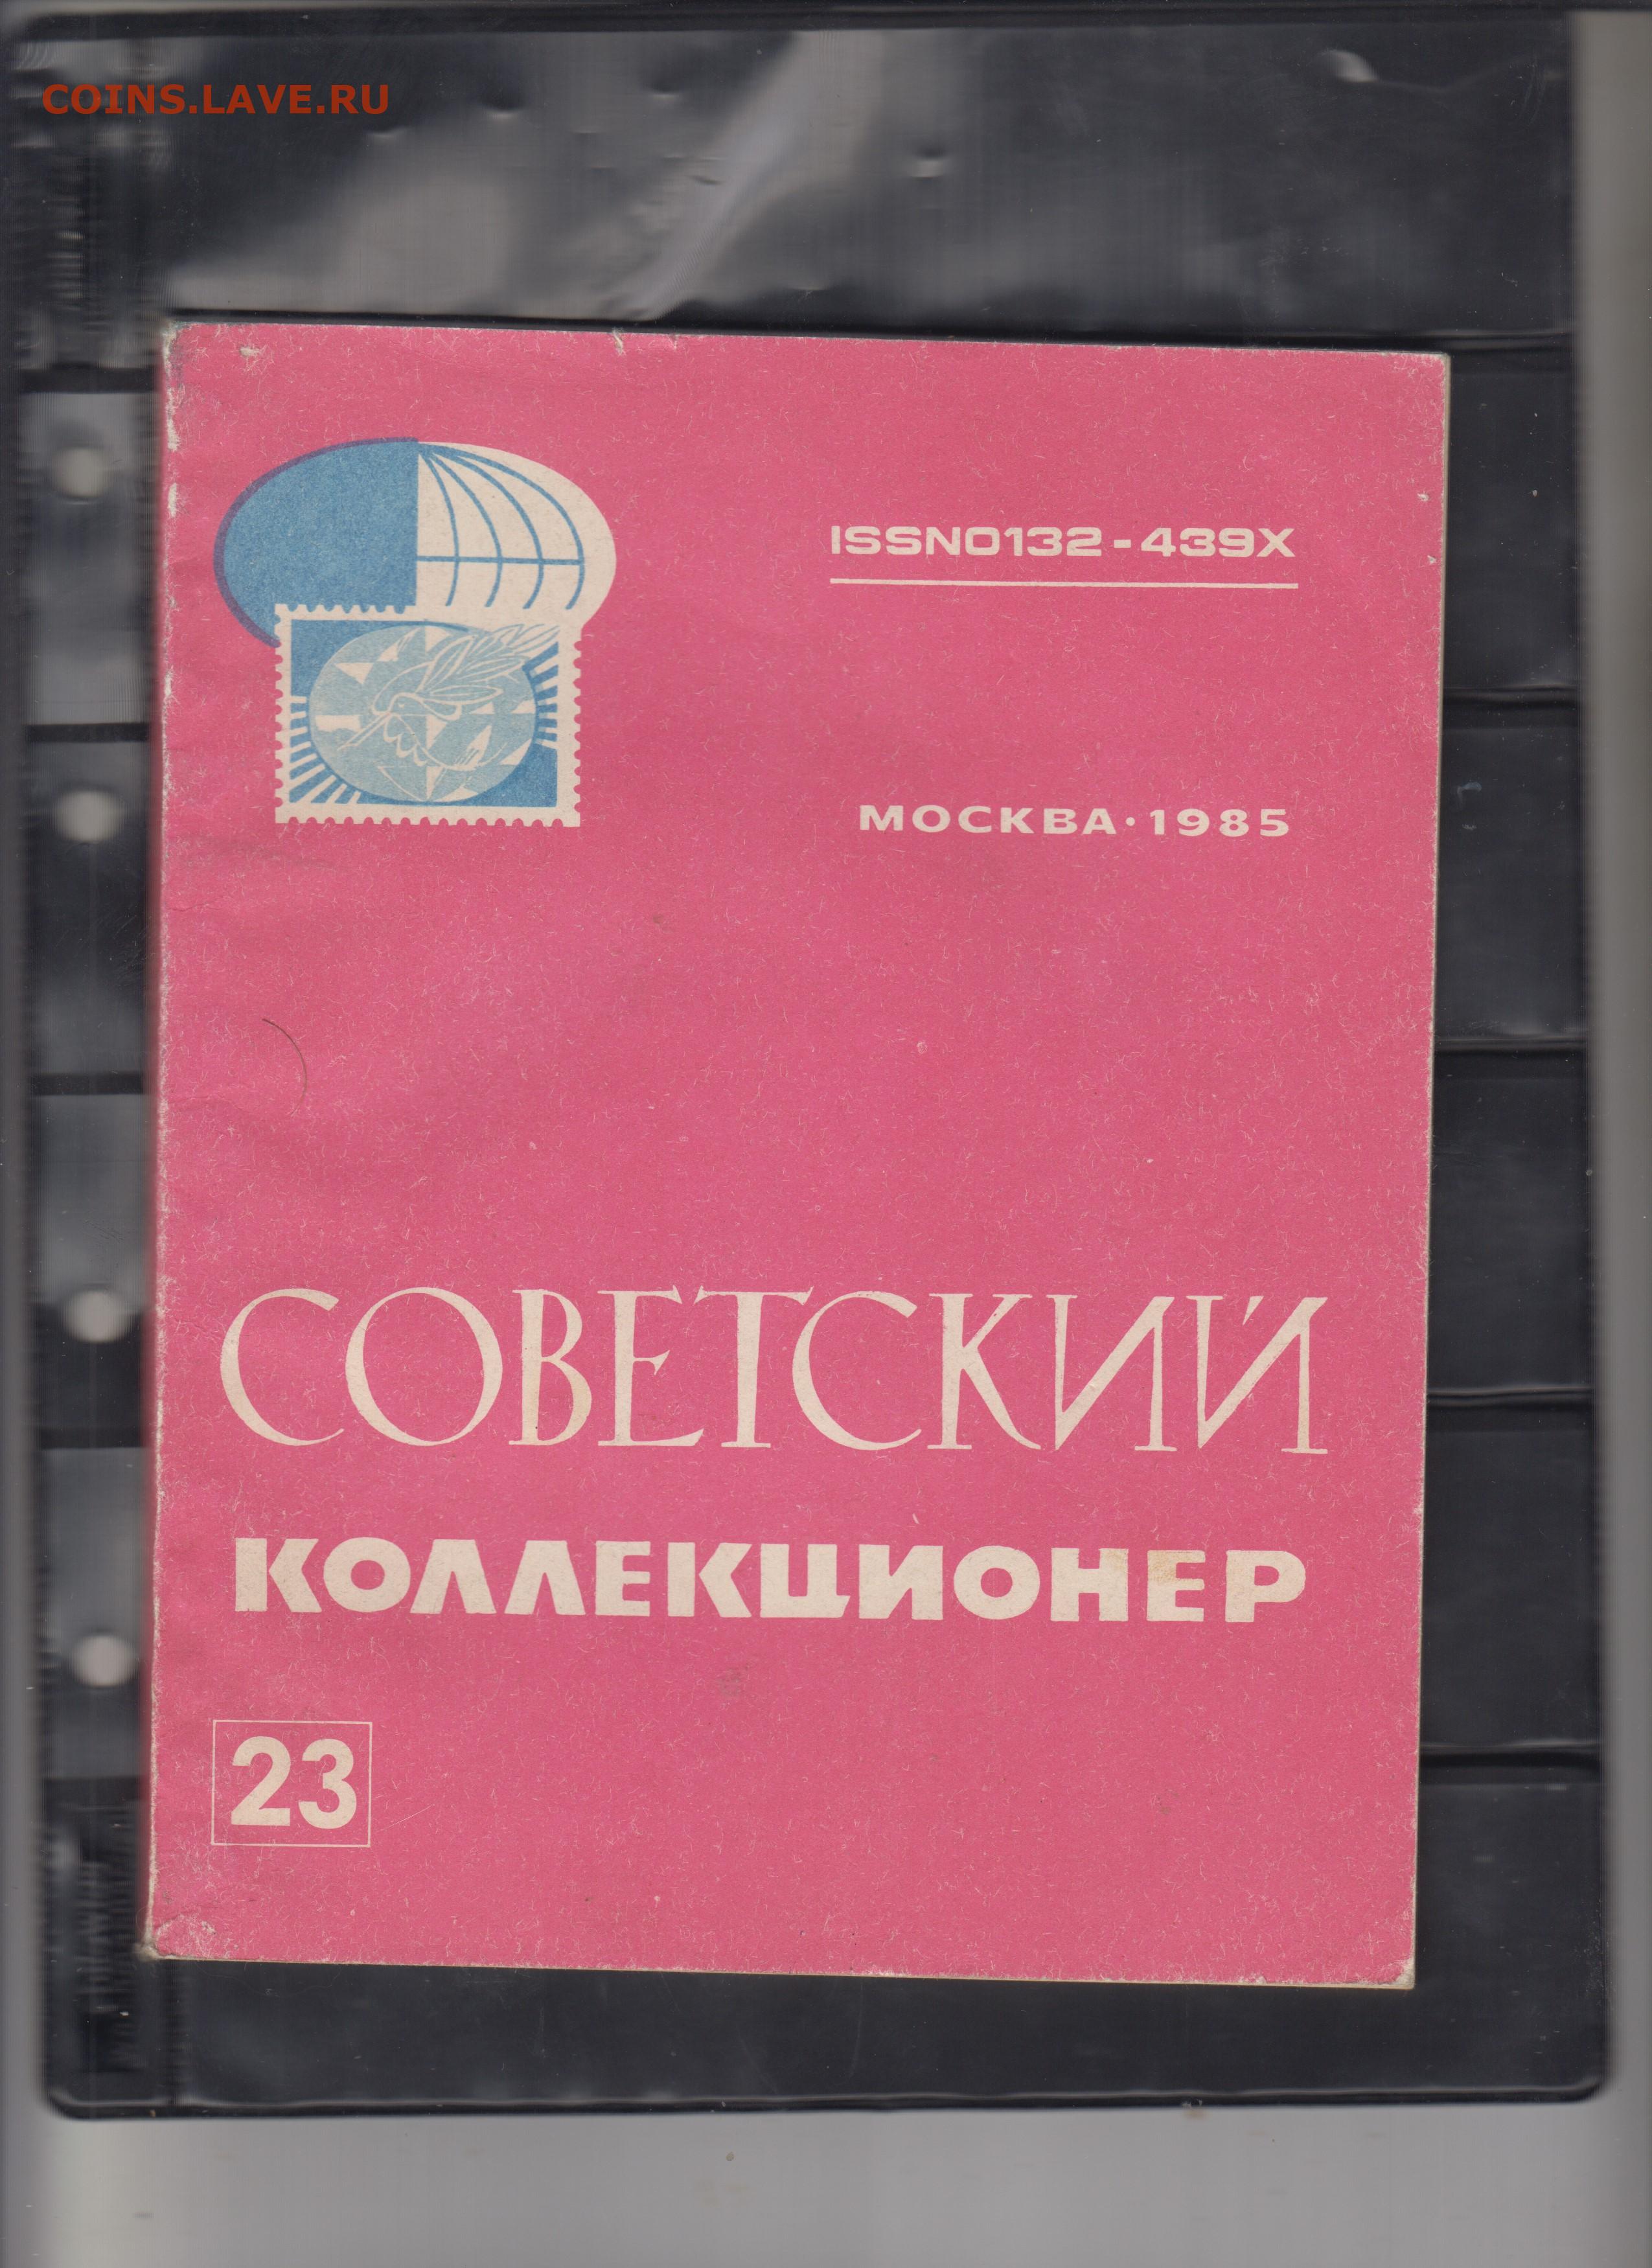 COINS.LAVE.RU
ISSN0132-439X
МОСКВА·1985
СОВЕТСКИЙ
КОЛЛЕКЦИОНЕР
23